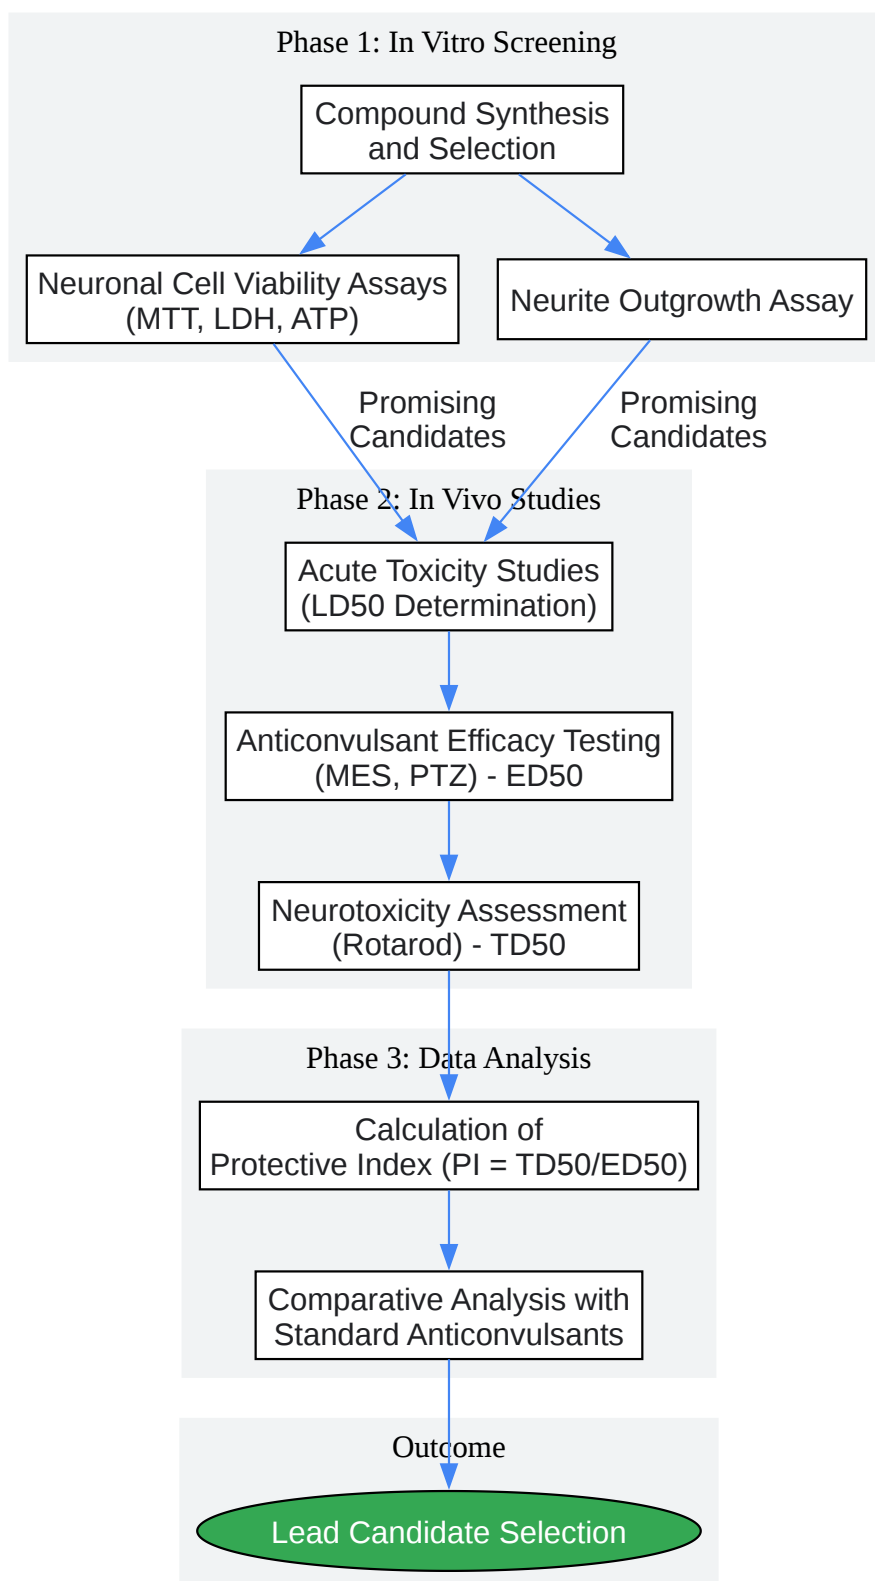 Phase 1: In Vitro Screening
Compound Synthesis
and Selection
Neuronal Cell Viability Assays
(MTT, LDH, ATP)
Neurite Outgrowth Assay
Promising
Candidates
Promising
Candidates
Phase 2: In Vivo Studies
Acute Toxicity Studies
(LD50 Determination)
Anticonvulsant Efficacy Testing
(MES, PTZ) - ED50
Neurotoxicity Assessment
(Rotarod) - TD50
Phase 3: Data Analysis
Calculation of
Protective Index (PI = TD50/ED50)
Comparative Analysis with
Standard Anticonvulsants
Outcome
Lead Candidate Selection